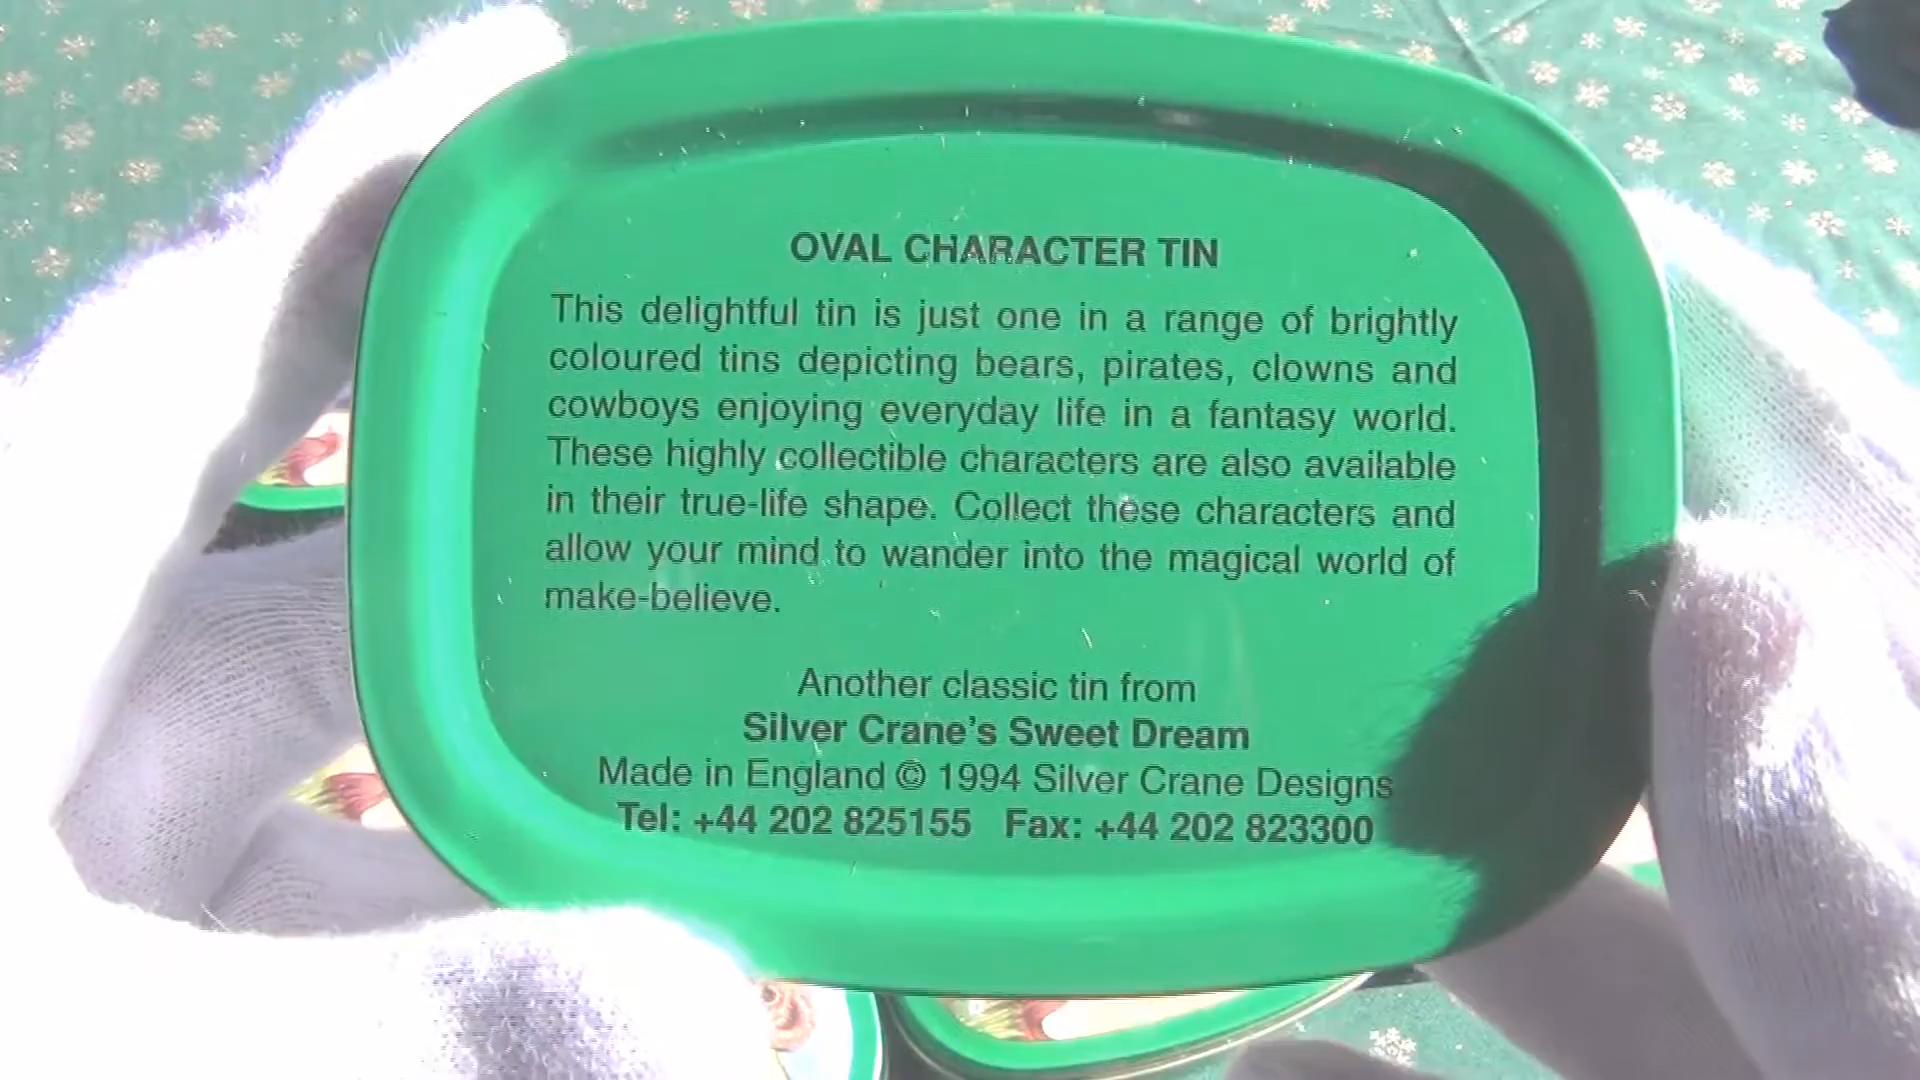 OVAL CHARACTER TIN
This delightful tin is just one in a range of brightly
coloured tins depicting bears, pirates, clowns and
cowboys enjoying everyday life in a fantasy world.
These highly collectible characters are also available
in their true-life shape. Collect these characters and
allow your mind to wander into the magical world of
make-believe.
Another classic tin from
Silver Crane's Sweet Dream
Made in England © 1994 Silver Crane Designs
Tel: +44 202 825155 Fax: +44 202 823300